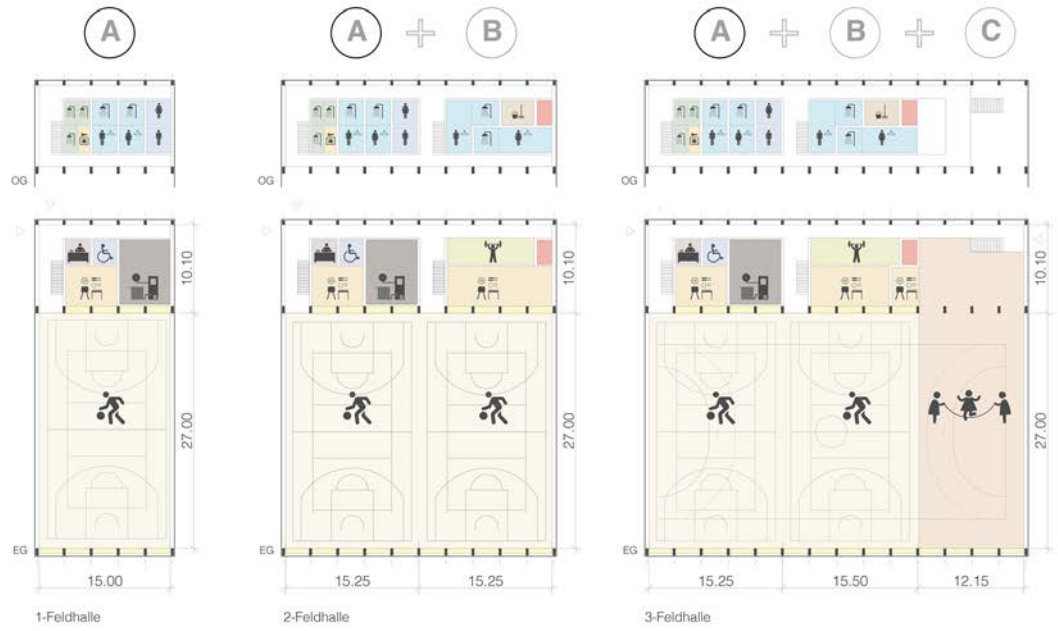 A
A + B
A + B + C
OG
OG
OG
10.10
10.10
10.10
27.00
27.00
27.00
EG
EG
EG
15.00
15.25
15.25
15.25
15.50
12.15
1-Feldhalle
2-Feldhalle
3-Feldhalle